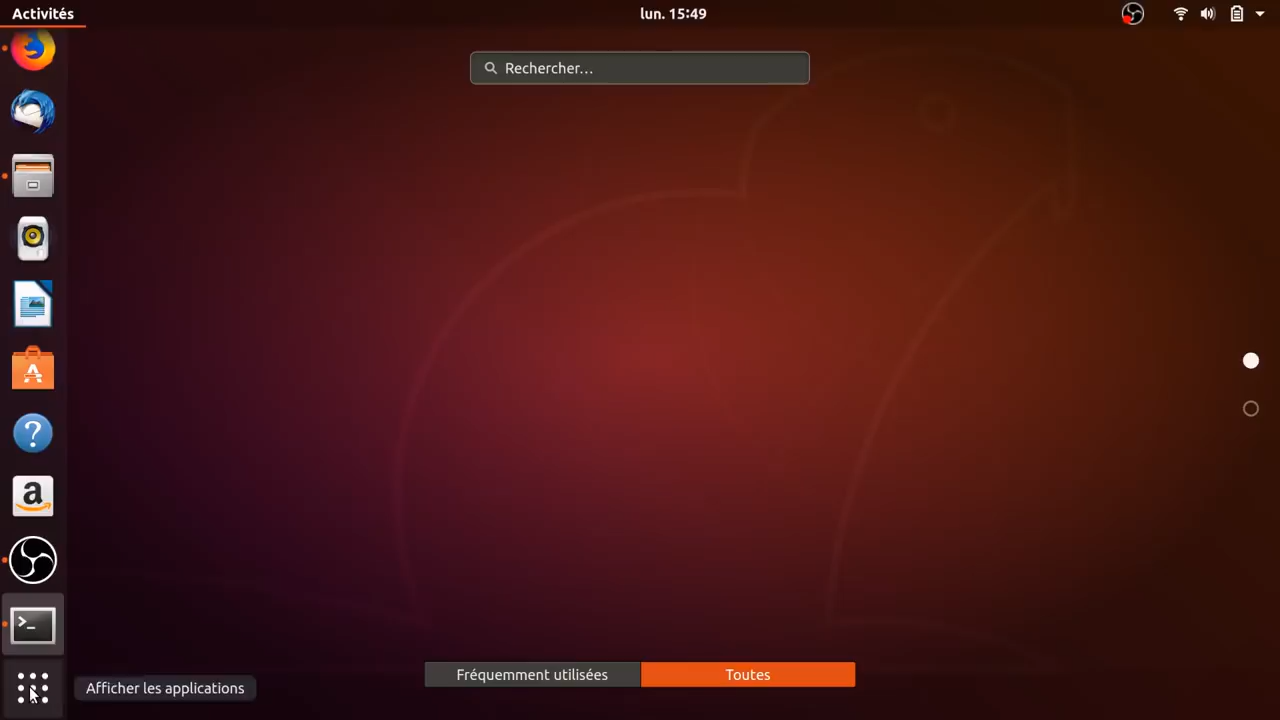 Activités
lun. 15:49
Rechercher...
Fréquemment utilisées
Toutes
Afficher les applications